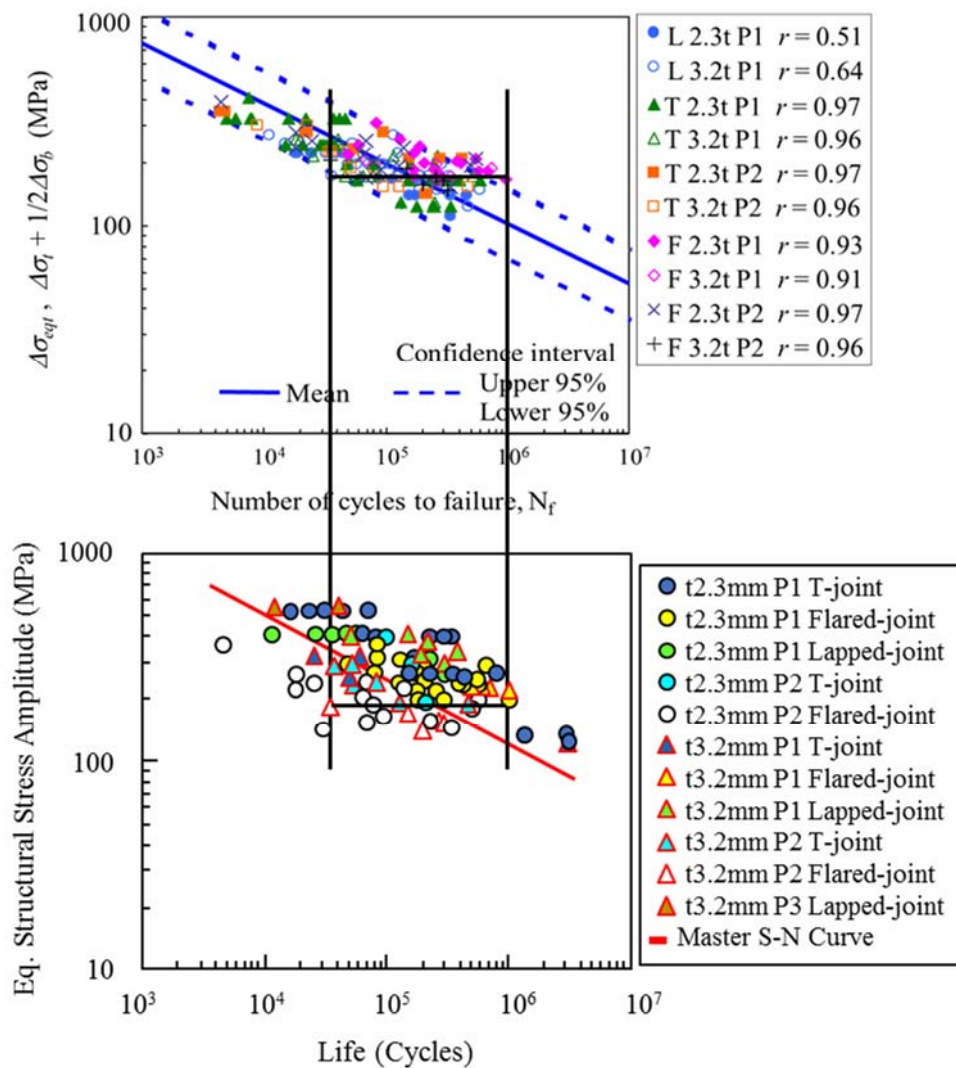 1000
100
10
Δσeqt , Δσt + 1/2Δσb (MPa)
Mean
Confidence interval
Upper 95%
Lower 95%
10³ 10⁴ 10⁵ 10⁶ 10⁷
Number of cycles to failure, Nf
L 2.3t P1 r = 0.51
L 3.2t P1 r = 0.64
T 2.3t P1 r = 0.97
T 3.2t P1 r = 0.96
T 2.3t P2 r = 0.97
T 3.2t P2 r = 0.96
F 2.3t P1 r = 0.93
F 3.2t P1 r = 0.91
F 2.3t P2 r = 0.97
F 3.2t P2 r = 0.96
1000
100
10
Eq. Structural Stress Amplitude (MPa)
10³ 10⁴ 10⁵ 10⁶ 10⁷
Life (Cycles)
t2.3mm P1 T-joint
t2.3mm P1 Flared-joint
t2.3mm P1 Lapped-joint
t2.3mm P2 T-joint
t2.3mm P2 Flared-joint
t3.2mm P1 T-joint
t3.2mm P1 Flared-joint
t3.2mm P1 Lapped-joint
t3.2mm P2 T-joint
t3.2mm P2 Flared-joint
t3.2mm P3 Lapped-joint
Master S-N Curve